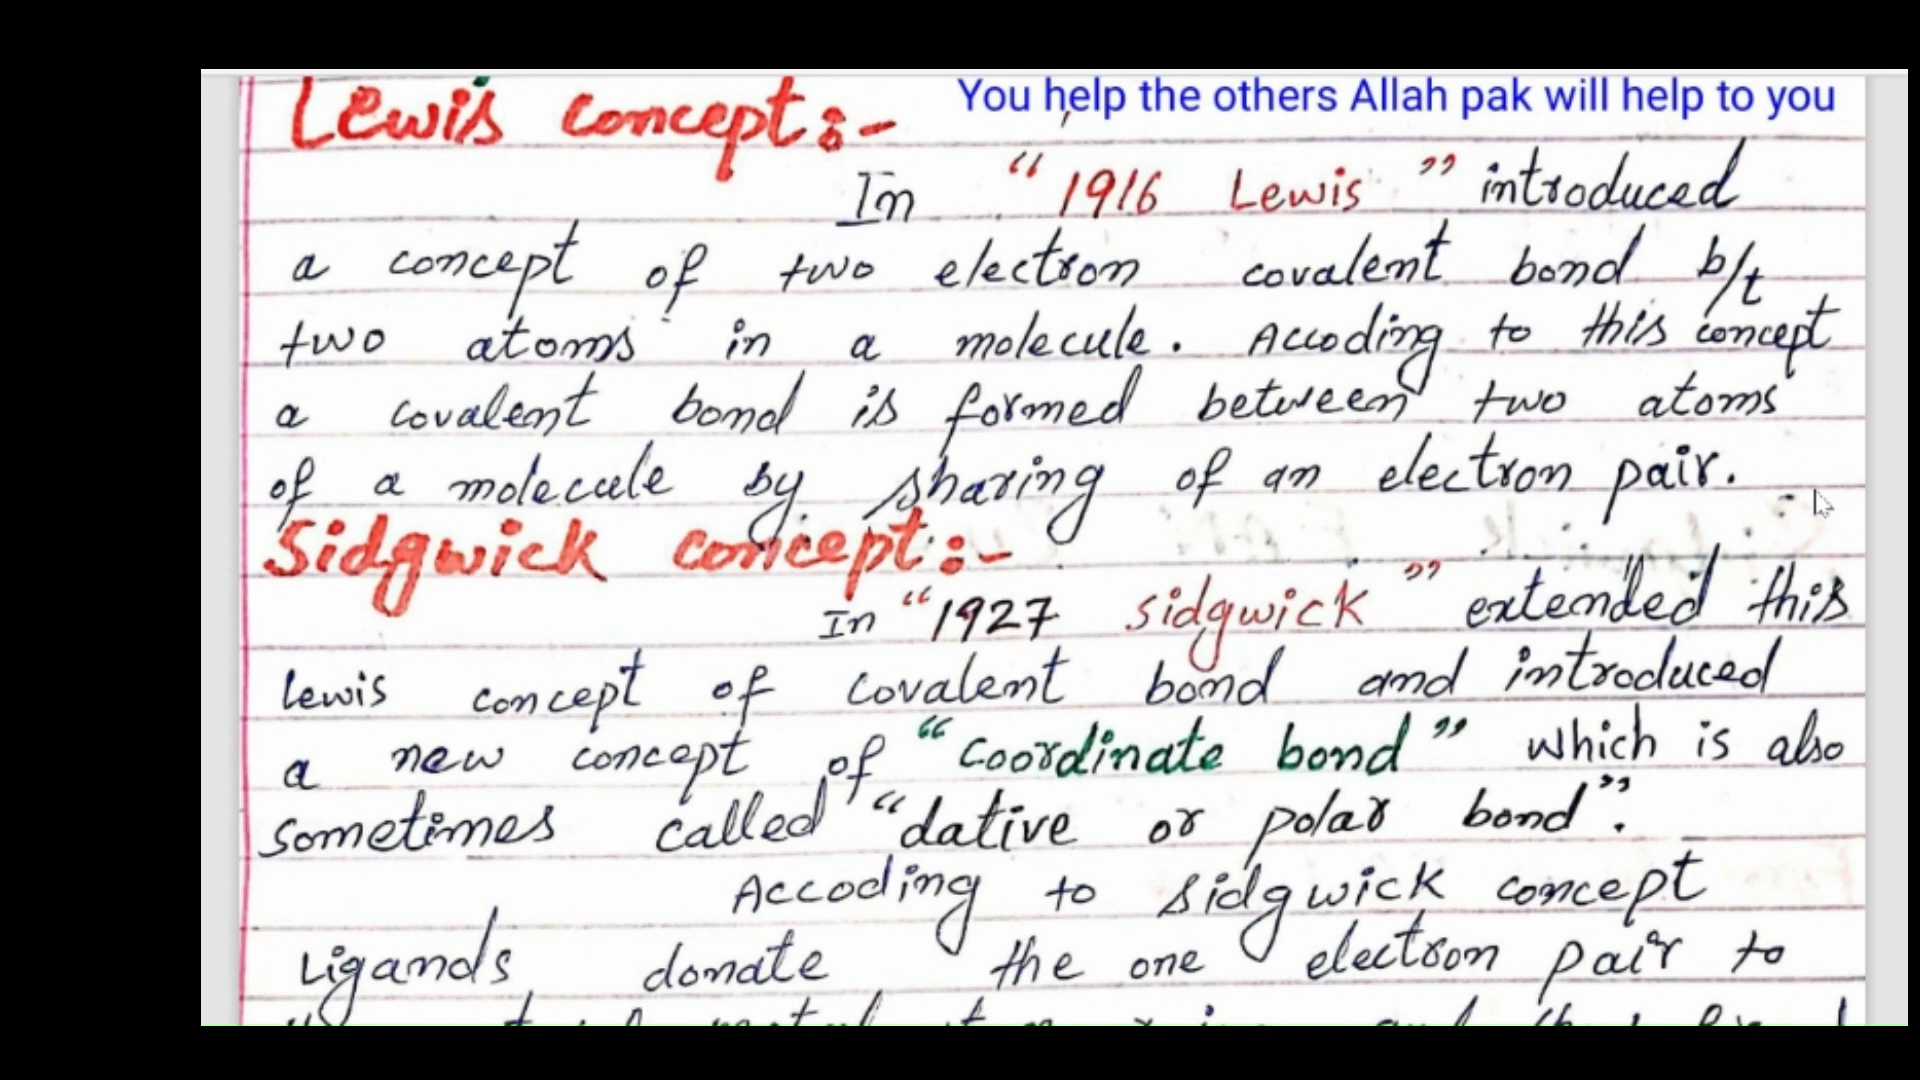 Lewis concept:-
You help the others Allah pak will help to you
In "1916 Lewis" introduced
a concept of two electron covalent bond b/t
two atoms in a molecule. Accoding to this concept
a covalent bond is formed between two atoms
of a molecule by sharing of an electron pair.
Sidgwick concept:-
In "1927 Sidgwick" extended this
lewis concept of covalent bond and introduced
a new concept of "Coordinate bond" which is also
sometimes called "dative or polar bond".
Accoding to sidgwick concept
Ligands donate the one electron pair to